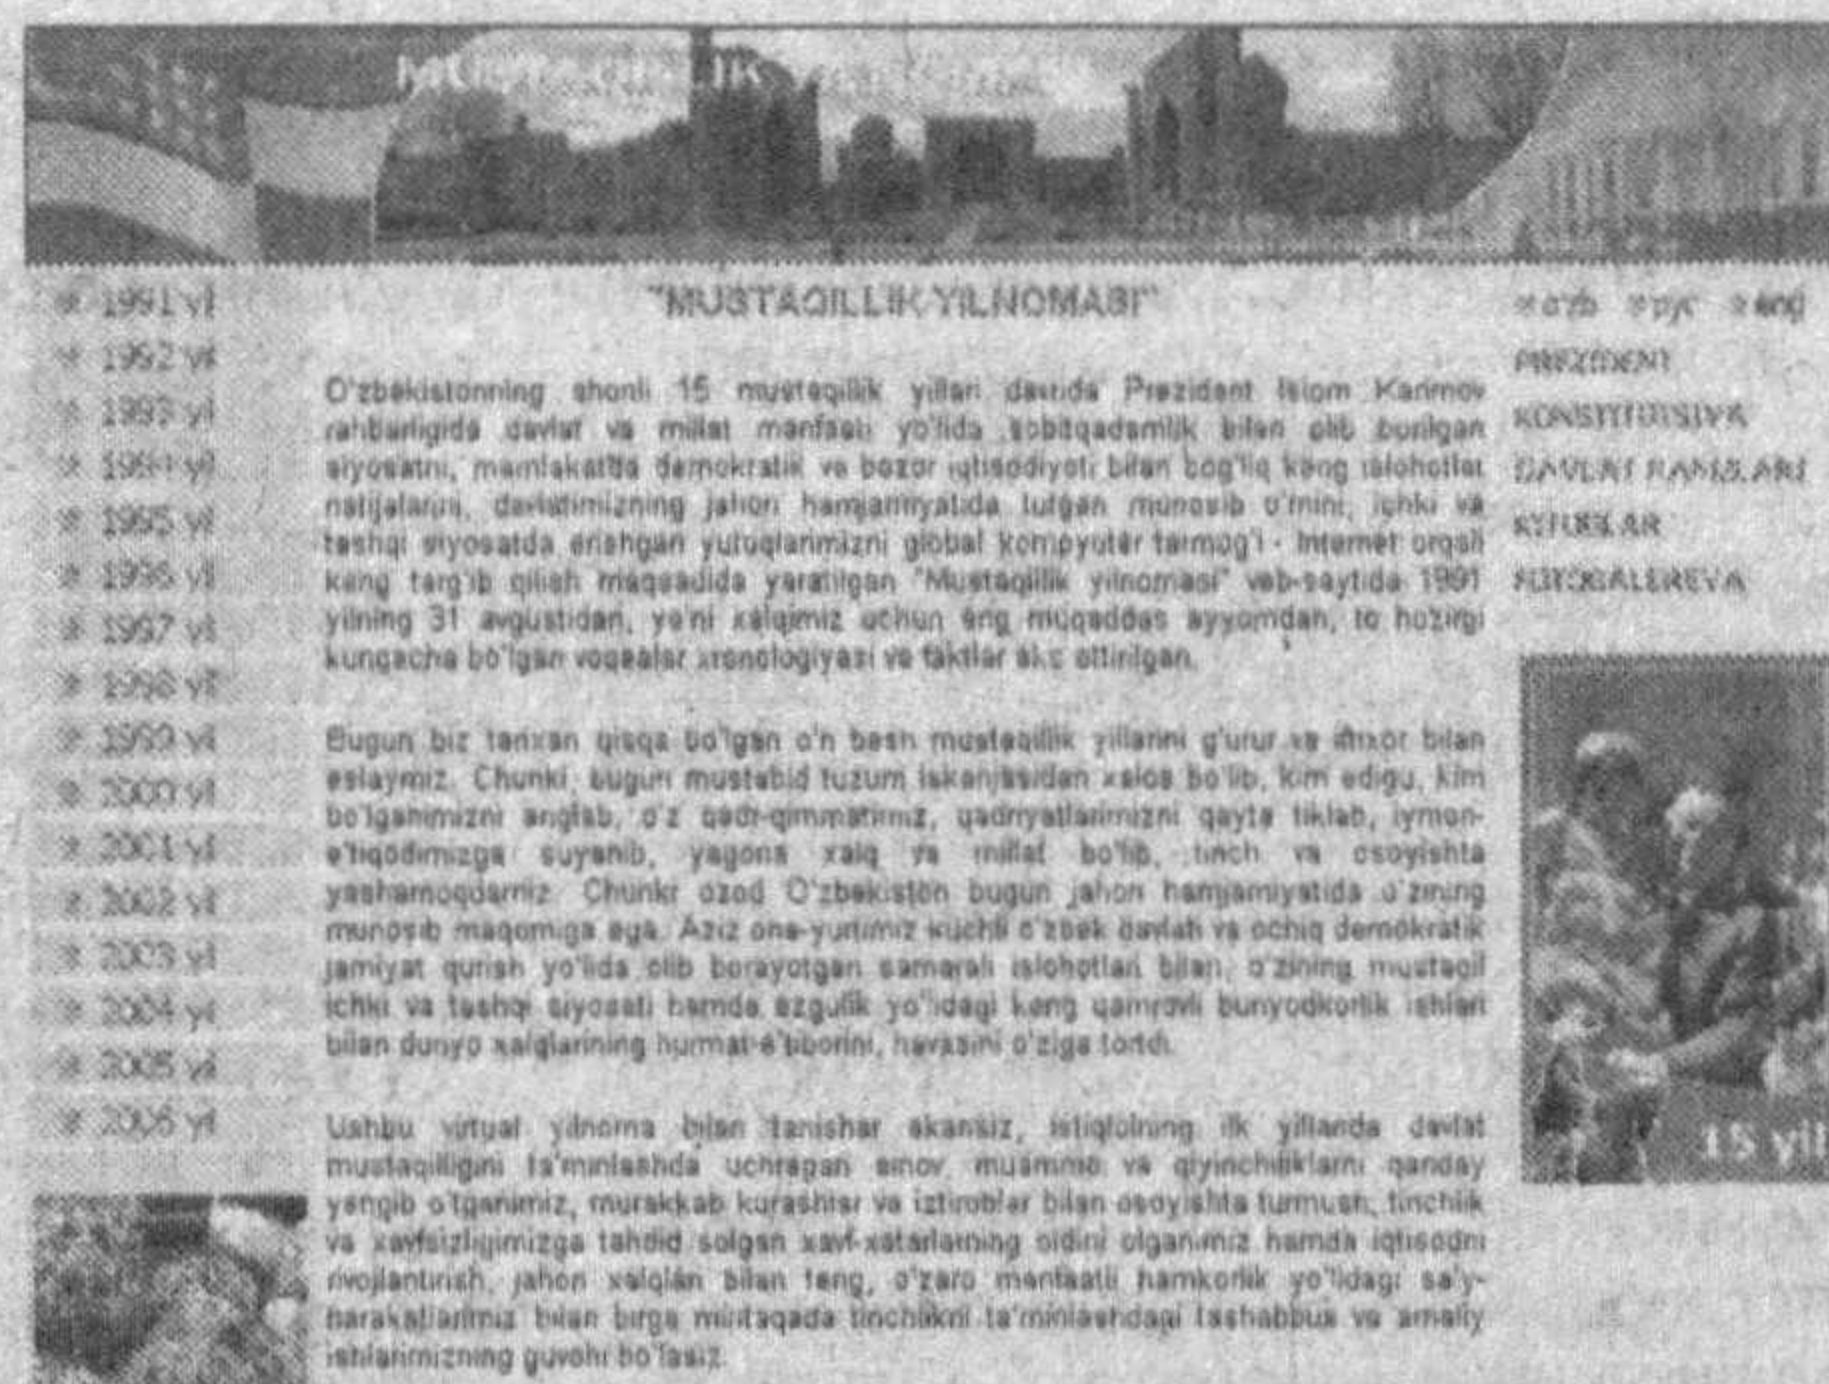 1991 yil
1992 yil
1993 yil
1994 yil
1995 yil
1996 yil
1997 yil
1998 yil
1999 yil
2000 yil
2001 yil
2002 yil
2003 yil
2004 yil
2005 yil
2006 yil
"MUSTAQILLIK YILNOMASI"
O'zbekistonning shonli 15 mustaqillik yillari davrida Prezident Islom Karimov
rahbarligida davlat va millat manfaati yo'lida sobitqadamlik bilan olib borilgan
siyosatni, mamlakatda demokratik va bozor iqtisodiyoti bilan bog'liq keng islohotlar
natijalarini, davlatimizning jahon hamjamiyatida tutgan munosib o'rnini, ichki va
tashqi siyosatda erishgan yutuqlarimizni global kompyuter tarmog'i - Internet orqali
keng targ'ib qilish maqsadida yaratilgan "Mustaqillik yilnomasi" veb-saytida 1991
yilning 31 avgustidan, ya'ni xalqimiz uchun eng muqaddas ayyomdan, to hozirgi
kungacha bo'lgan voqealar xronologiyasi va faktlar aks ettirilgan.
Bugun biz tarixan qisqa bo'lgan o'n besh mustaqillik yillarini g'urur va iftixor bilan
eslaymiz. Chunki, bugun mustabid tuzum iskanjasidan xalos bo'lib, kim edigu, kim
bo'lganimizni anglab, o'z qadr-qimmatimiz, qadriyatlarimizni qayta tiklab, iymon-
e'tiqodimizga suyanib, yagona xalq va millat bo'lib, tinch va osoyishta
yashamoqdamiz. Chunki ozod O'zbekiston bugun jahon hamjamiyatida o'zining
munosib maqomiga ega. Aziz ona-yurtimiz kuchli o'zbek davlati va ochiq demokratik
jamiyat qurish yo'lida olib borayotgan samarali islohotlari bilan, o'zining mustaqil
ichki va tashqi siyosati hamda ezgulik yo'lidagi keng qamrovli bunyodkorlik ishlari
bilan dunyo xalqlarining hurmat-e'tiborini, havasini o'ziga tortdi.
Ushbu virtual yilnoma bilan tanishar ekansiz, istiqlolning ilk yillarida davlat
mustaqilligini ta'minlashda uchragan sinov, muammo va qiyinchiliklarni qanday
yengib o'tganimiz, murakkab kurashlar va iztiroblar bilan osoyishta turmush, tinchlik
va xavfsizligimizga tahdid solgan xavf-xatarlarning oldini olganimiz hamda iqtisodni
rivojlantirish, jahon xalqlari bilan teng, o'zaro manfaatli hamkorlik yo'lidagi sa'y-
harakatlarimiz bilan birga mintaqada tinchlikni ta'minlashdagi tashabbus va amaliy
ishlarimizning guvohi bo'lasiz.
o'zb рус eng
PREZIDENT
KONSTITUTSIYA
DAVLAT RAMZLARI
FOTOGALEREYA
15 yil